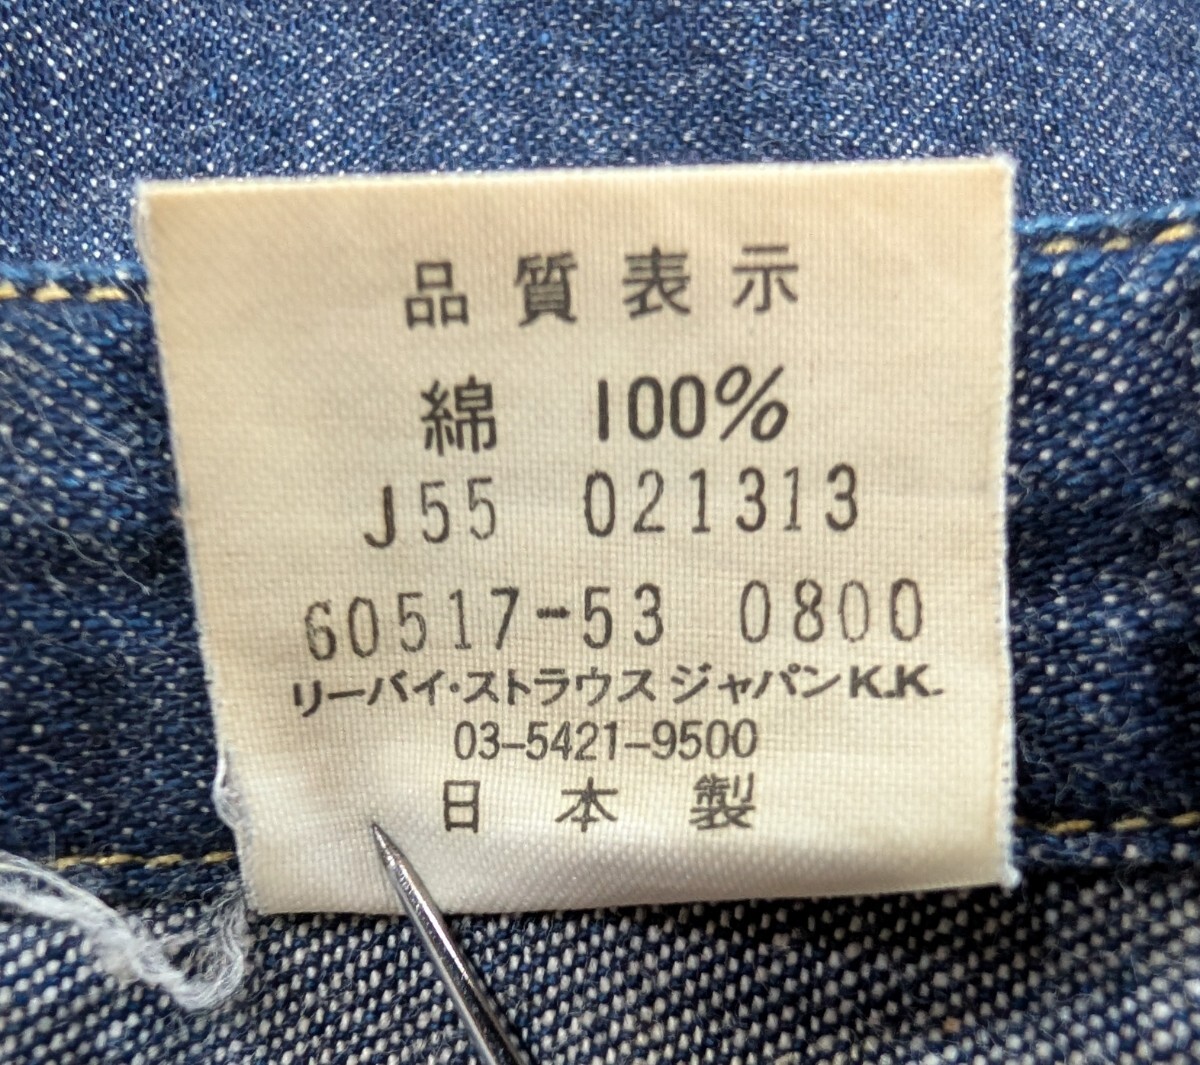 品質表示
綿 100%
J55 021313
60517-53 0800
リーバイ・ストラウス ジャパンK.K.
03-5421-9500
日本製